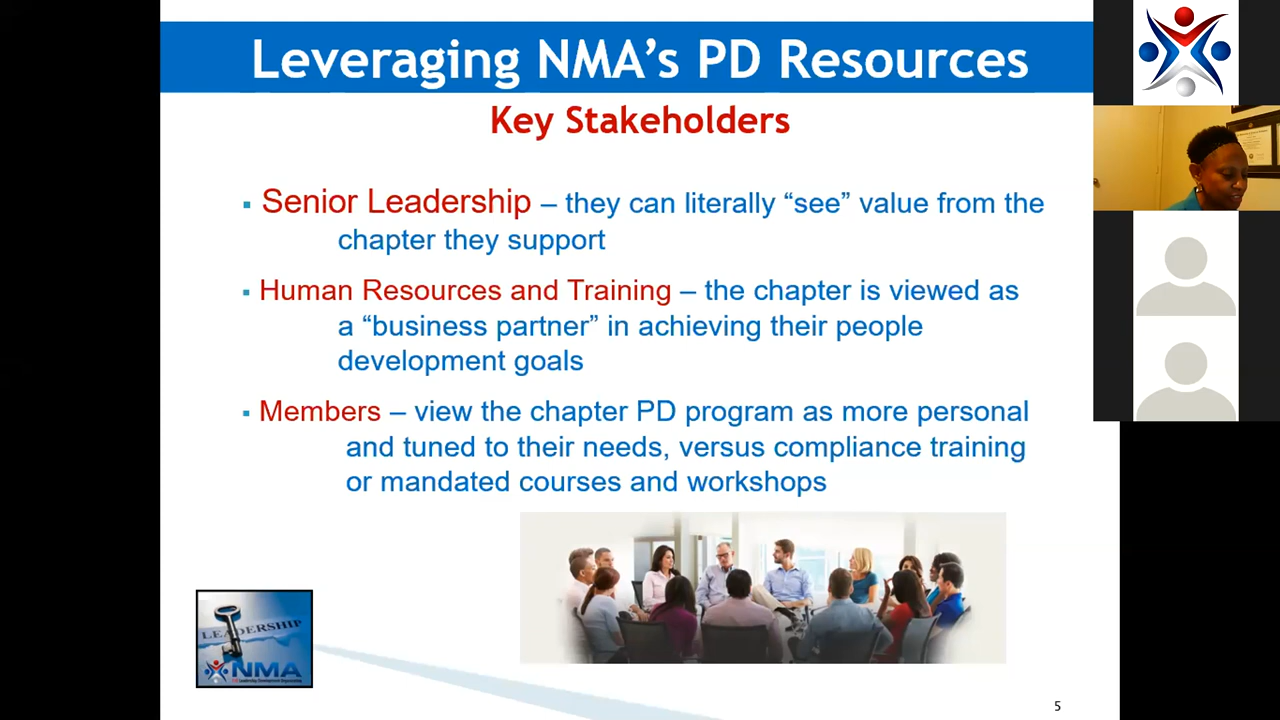 Leveraging NMA's PD Resources
Key Stakeholders
▪ Senior Leadership – they can literally “see” value from the
chapter they support
▪ Human Resources and Training – the chapter is viewed as
a “business partner” in achieving their people
development goals
▪ Members – view the chapter PD program as more personal
and tuned to their needs, versus compliance training
or mandated courses and workshops
LEADERSHIP
NMA
5